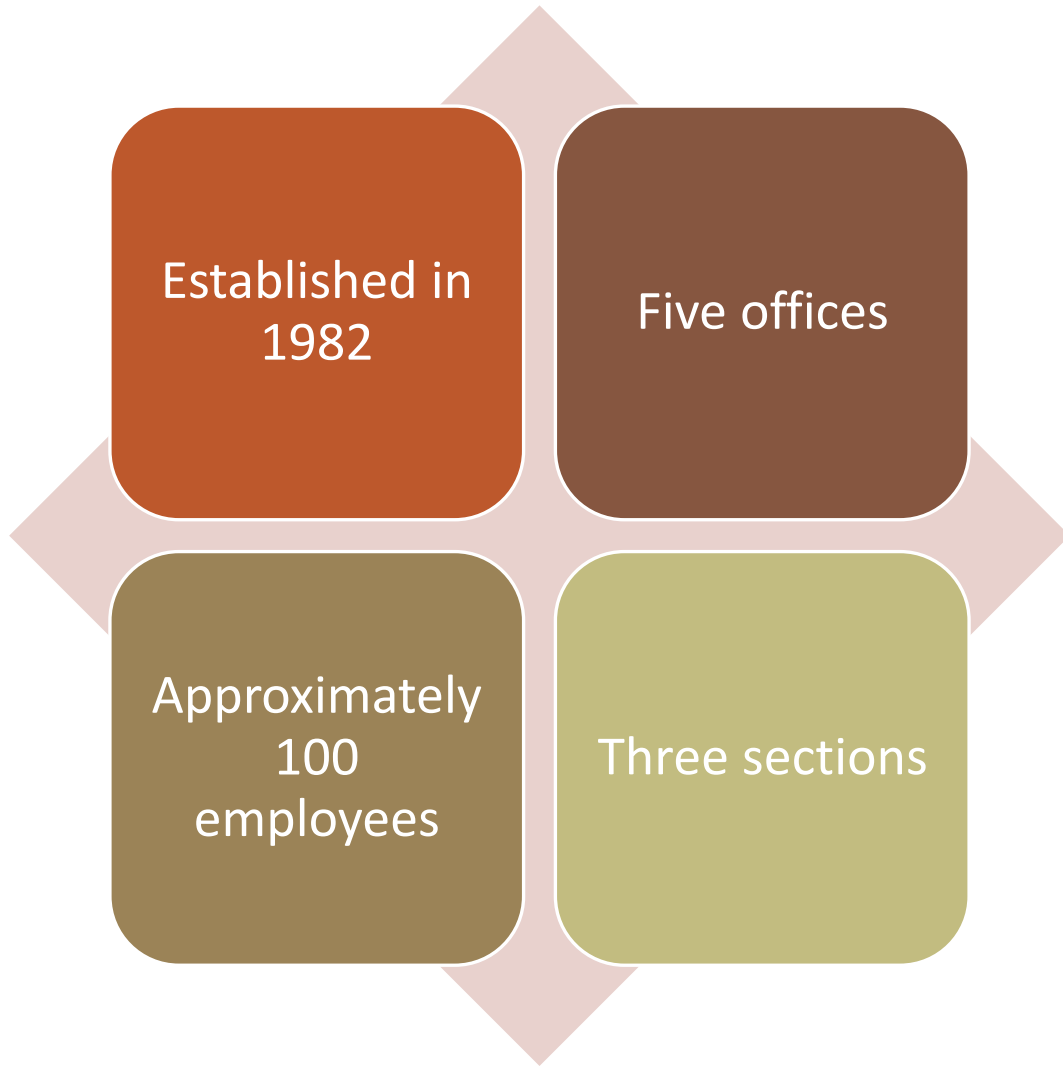 Established in
1982
Five offices
Approximately
100
employees
Three sections